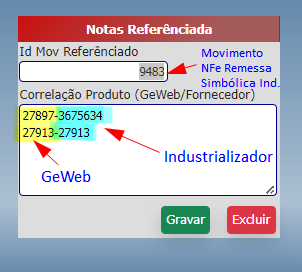 Notas Referênciada
Id Mov Referênciado
9483
Movimento
NFe Remessa
Simbólica Ind.
Correlação Produto (GeWeb/Fornecedor)
27897-3675634
27913-27913
Industrializador
GeWeb
Gravar
Excluir